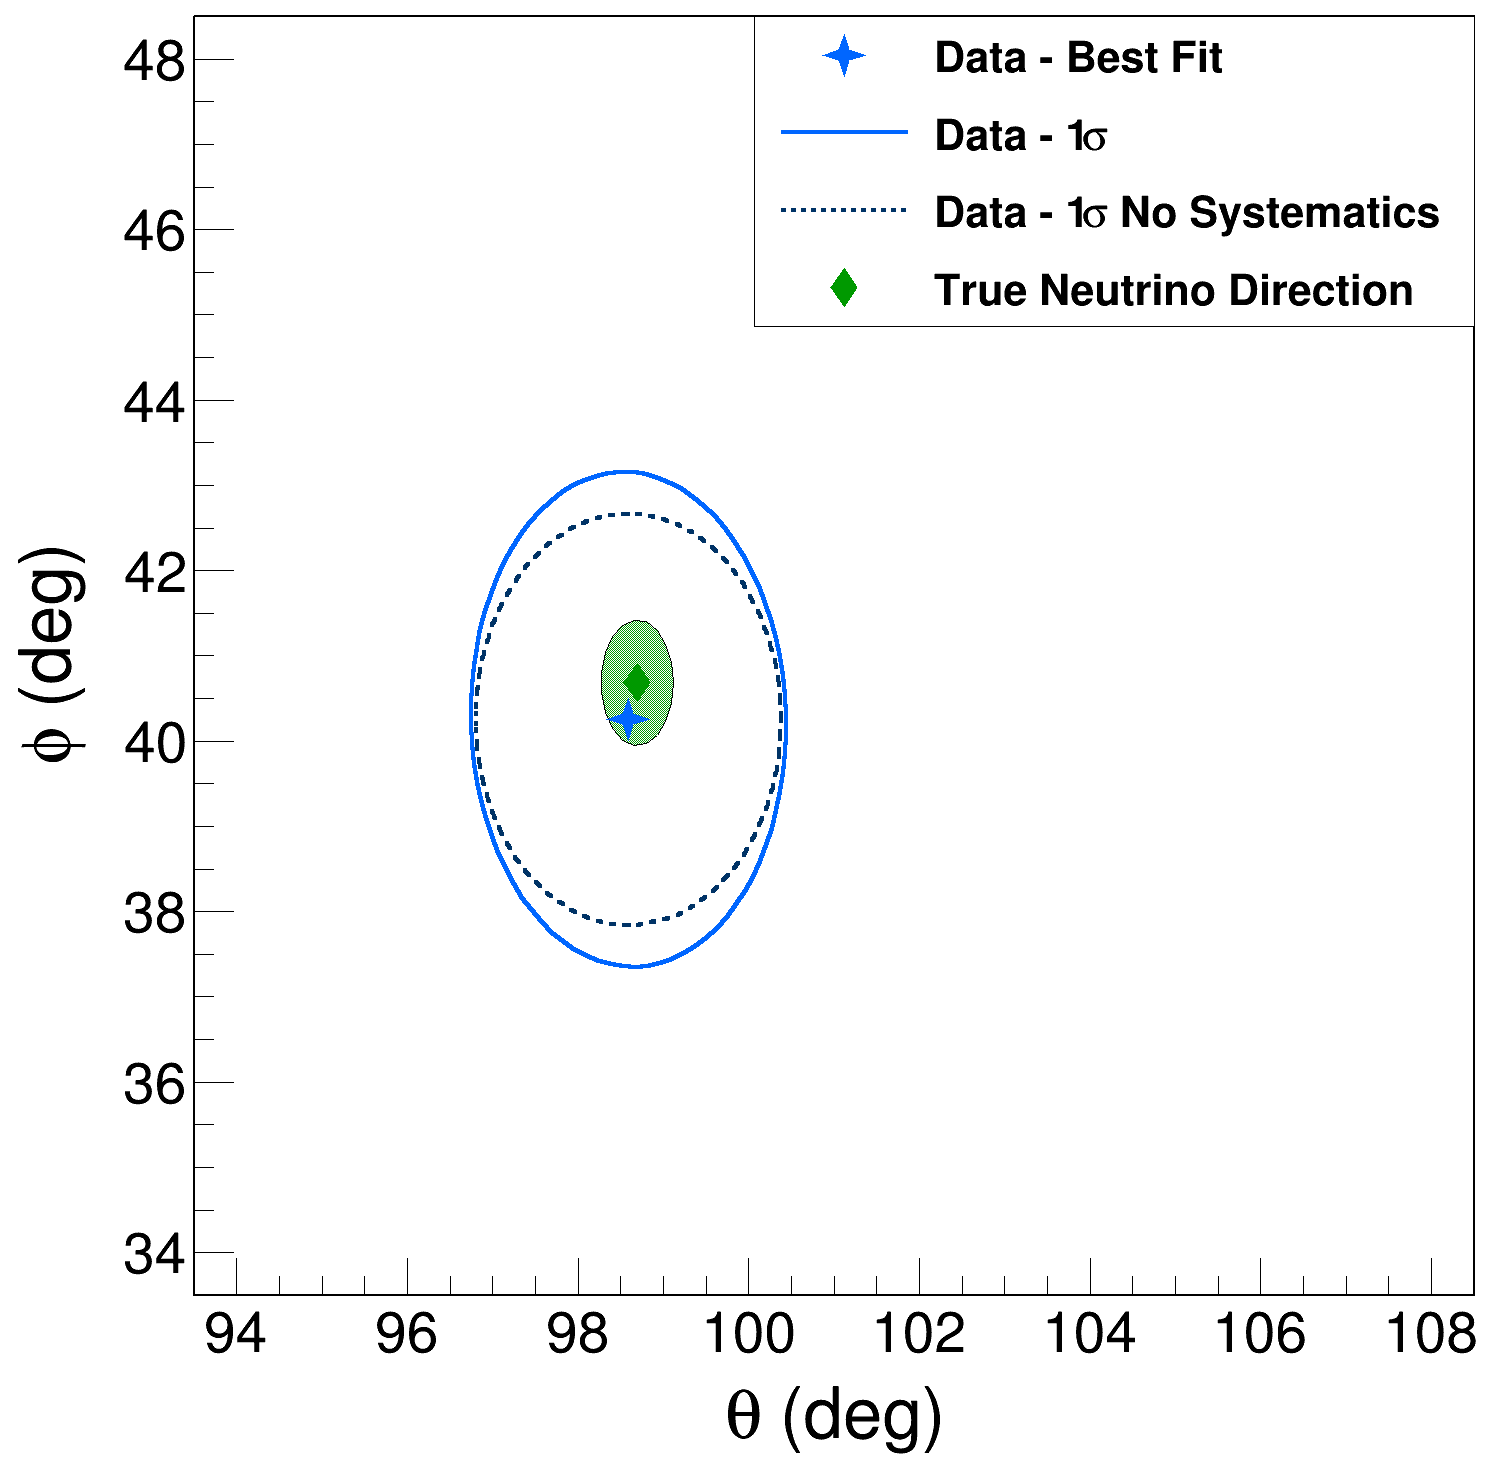 Data - Best Fit
Data - 1σ
Data - 1σ No Systematics
True Neutrino Direction
48
46
44
42
40
38
36
34
ϕ (deg)
94 96 98 100 102 104 106 108
θ (deg)